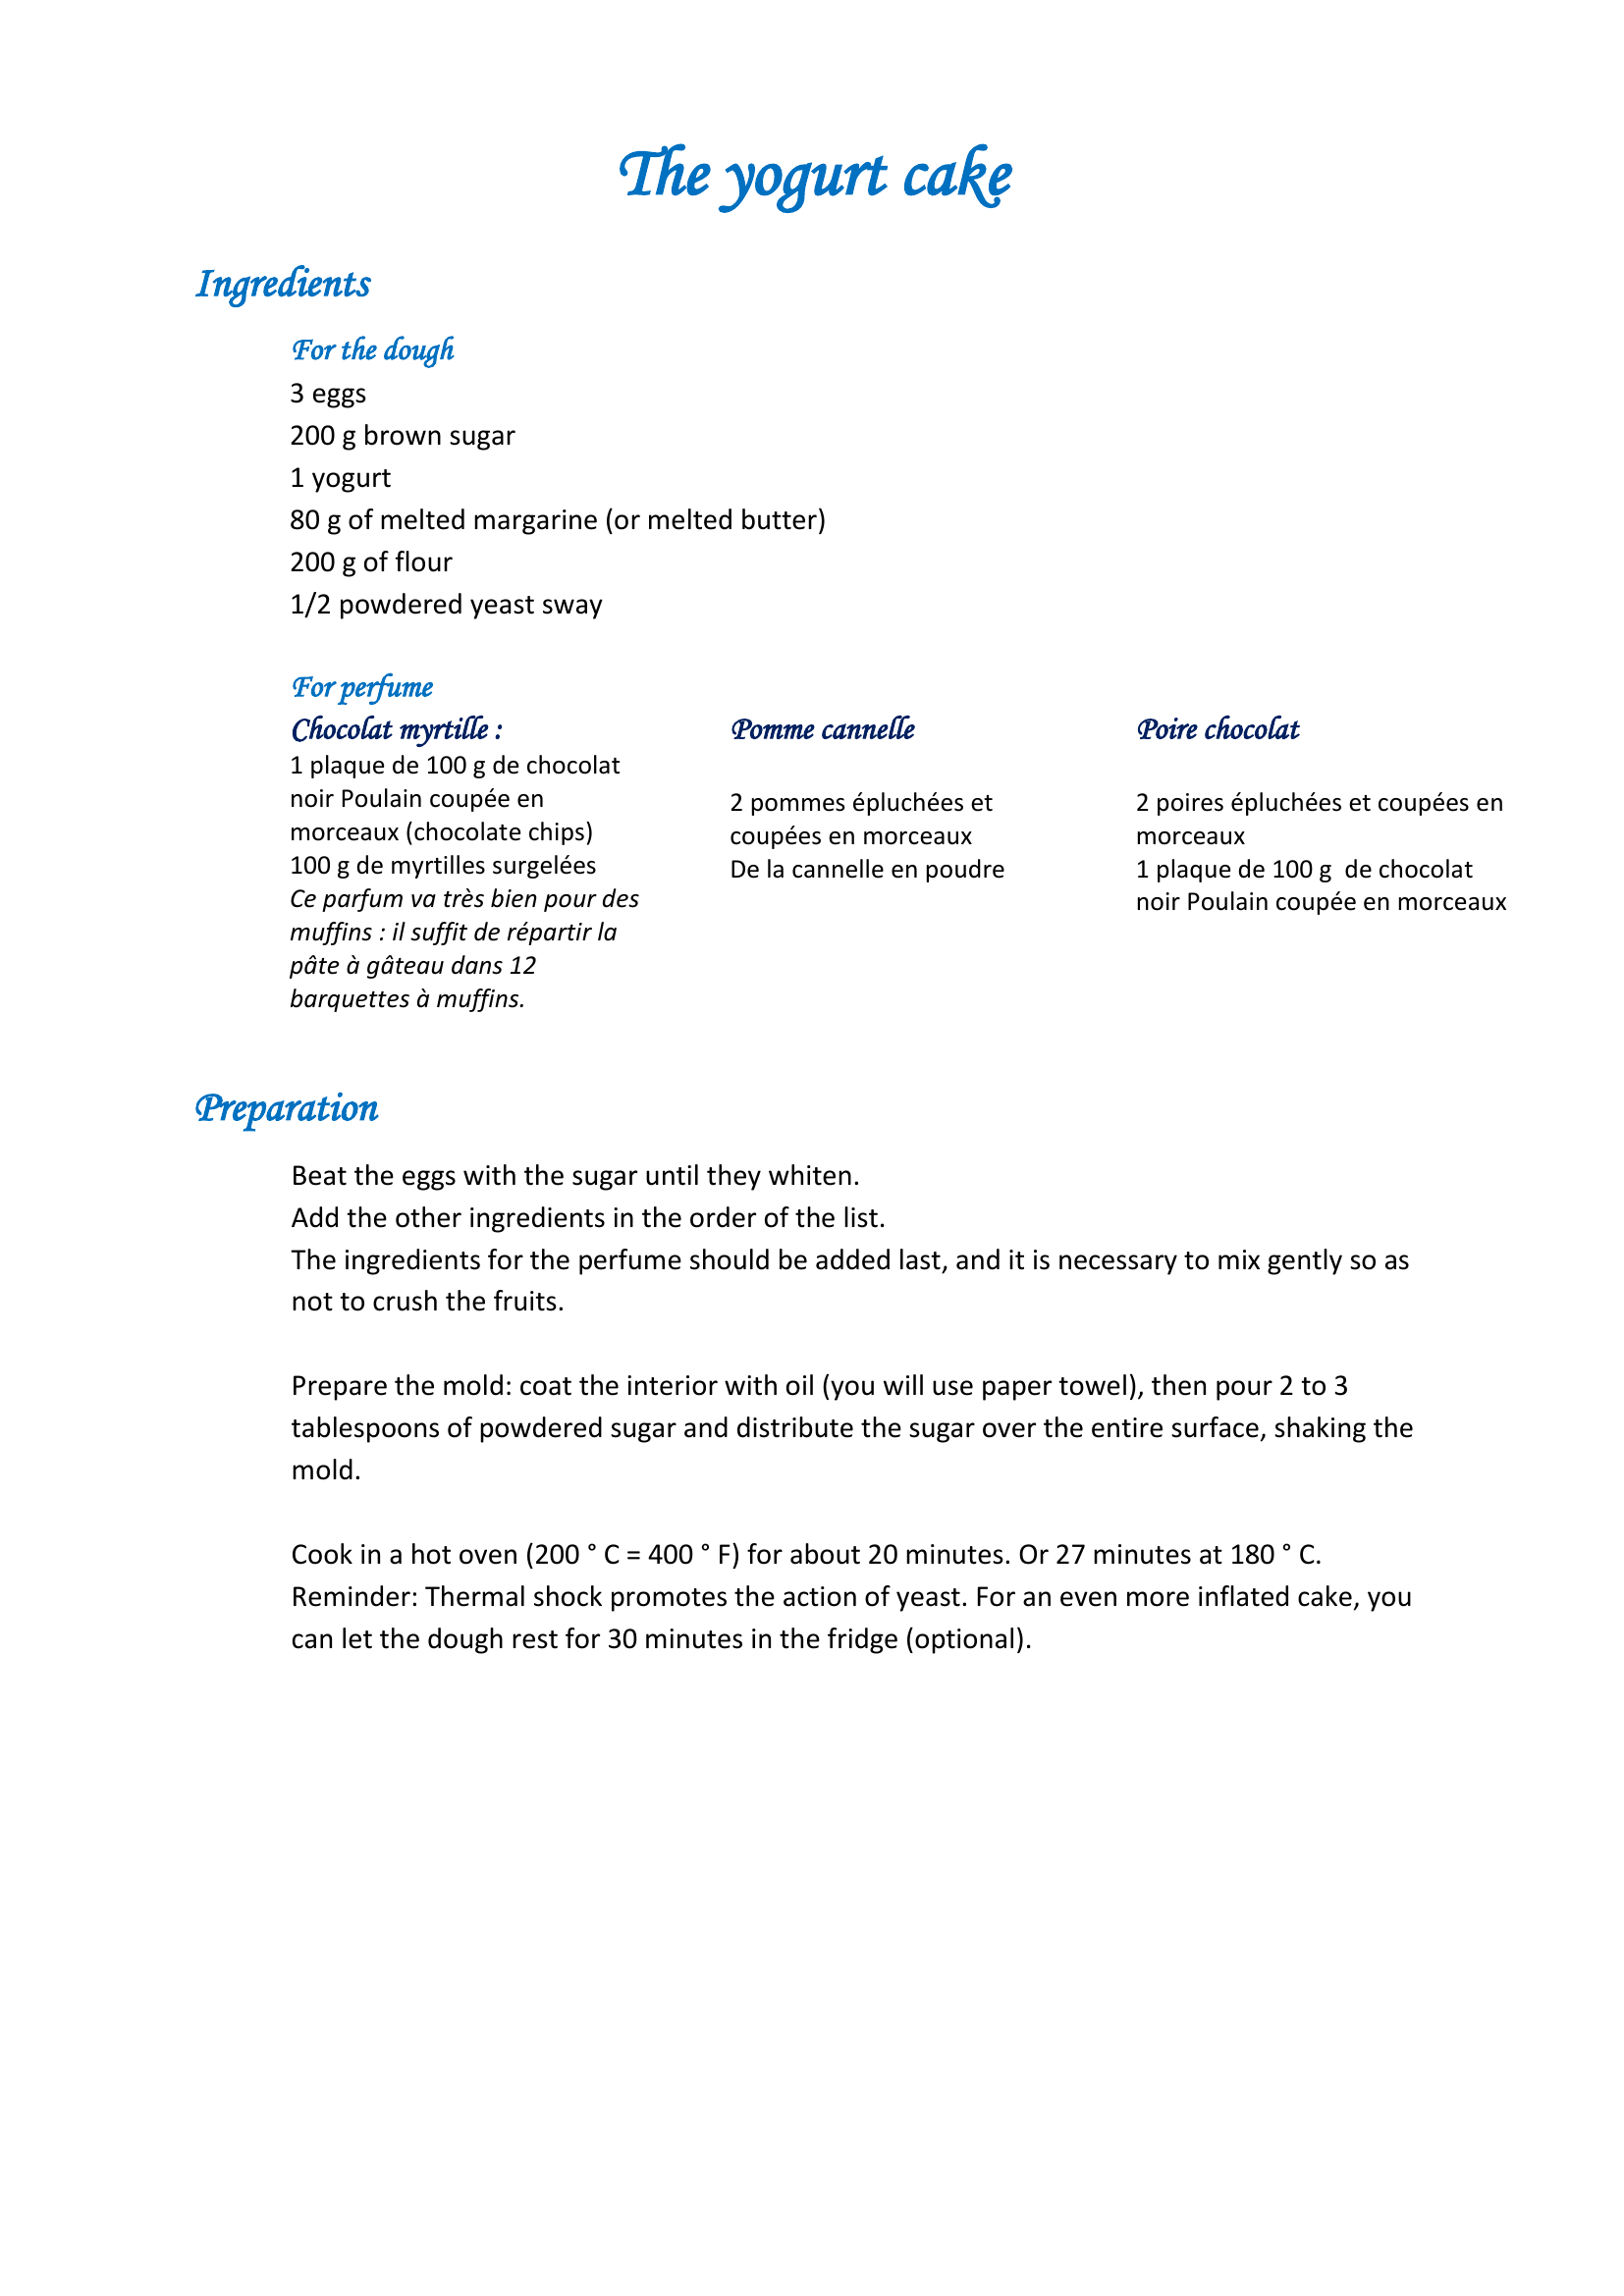 The yogurt cake
Ingredients
For the dough
3 eggs
200 g brown sugar
1 yogurt
80 g of melted margarine (or melted butter)
200 g of flour
1/2 powdered yeast sway
For perfume
Chocolat myrtille :
1 plaque de 100 g de chocolat
noir Poulain coupée en
morceaux (chocolate chips)
100 g de myrtilles surgelées
Ce parfum va très bien pour des
muffins : il suffit de répartir la
pâte à gâteau dans 12
barquettes à muffins.
Pomme cannelle
2 pommes épluchées et
coupées en morceaux
De la cannelle en poudre
Poire chocolat
2 poires épluchées et coupées en
morceaux
1 plaque de 100 g  de chocolat
noir Poulain coupée en morceaux
Preparation
Beat the eggs with the sugar until they whiten.
Add the other ingredients in the order of the list.
The ingredients for the perfume should be added last, and it is necessary to mix gently so as
not to crush the fruits.
Prepare the mold: coat the interior with oil (you will use paper towel), then pour 2 to 3
tablespoons of powdered sugar and distribute the sugar over the entire surface, shaking the
mold.
Cook in a hot oven (200 ° C = 400 ° F) for about 20 minutes. Or 27 minutes at 180 ° C.
Reminder: Thermal shock promotes the action of yeast. For an even more inflated cake, you
can let the dough rest for 30 minutes in the fridge (optional).